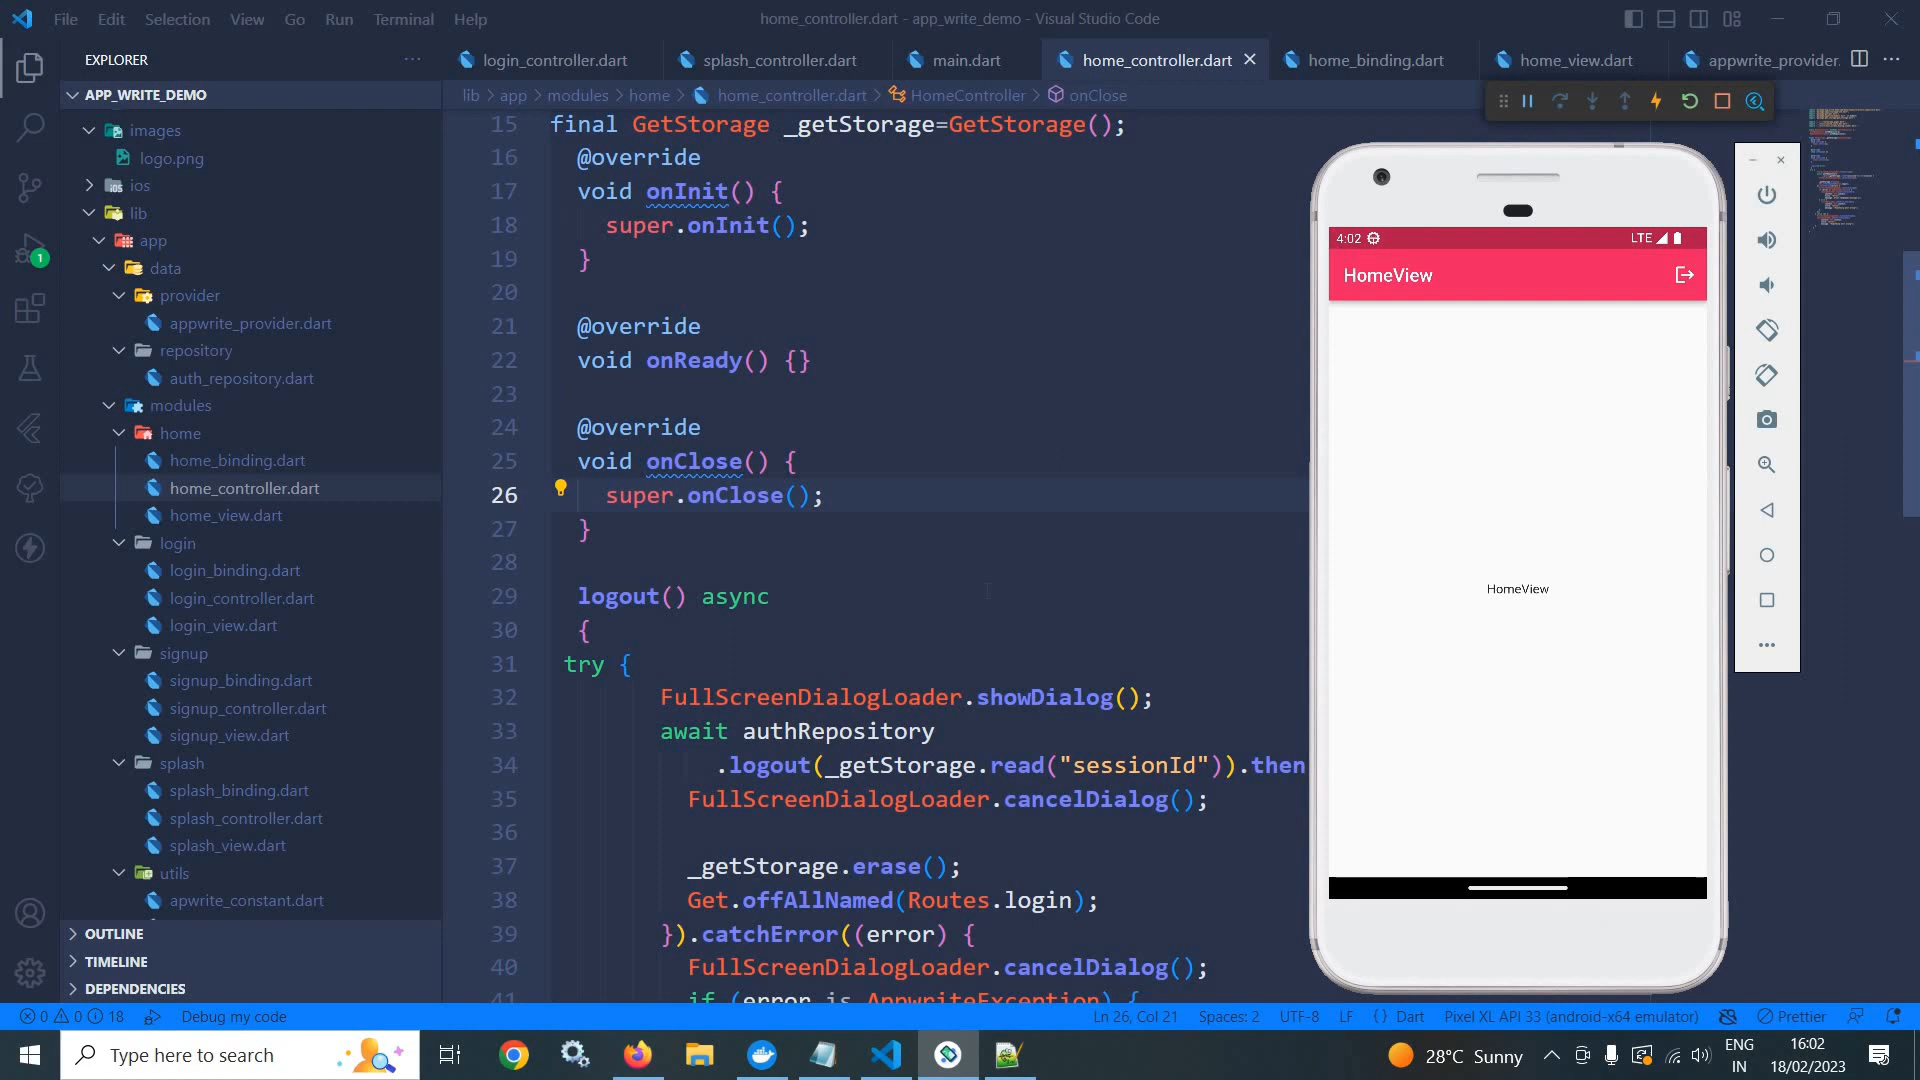 File Edit Selection View Go Run Terminal Help
home_controller.dart - app_write_demo - Visual Studio Code
EXPLORER
login_controller.dart
splash_controller.dart
main.dart
home_controller.dart
home_binding.dart
home_view.dart
appwrite_provider.
APP_WRITE_DEMO
lib > app > modules > home > home_controller.dart > HomeController > onClose
images
logo.png
ios
lib
app
data
provider
appwrite_provider.dart
repository
auth_repository.dart
modules
home
home_binding.dart
home_controller.dart
home_view.dart
login
login_binding.dart
login_controller.dart
login_view.dart
signup
signup_binding.dart
signup_controller.dart
signup_view.dart
splash
splash_binding.dart
splash_controller.dart
splash_view.dart
utils
apwrite_constant.dart
OUTLINE
TIMELINE
DEPENDENCIES
1
15 final GetStorage _getStorage=GetStorage();
16 @override
17 void onInit() {
18 super.onInit();
19 }
20
21 @override
22 void onReady() {}
23
24 @override
25 void onClose() {
26 super.onClose();
27 }
28
29 logout() async
30 {
31 try {
32 FullScreenDialogLoader.showDialog();
33 await authRepository
34 .logout(_getStorage.read("sessionId")).then
35 FullScreenDialogLoader.cancelDialog();
36
37 _getStorage.erase();
38 Get.offAllNamed(Routes.login);
39 }).catchError((error) {
40 FullScreenDialogLoader.cancelDialog();
41 if (error is AppwriteException) {
4:02 LTE
HomeView
HomeView
0 0 18 Debug my code
Ln 26, Col 21 Spaces: 2 UTF-8 LF {} Dart Pixel XL API 33 (android-x64 emulator) Prettier
Type here to search
28°C Sunny
ENG
IN
16:02
18/02/2023